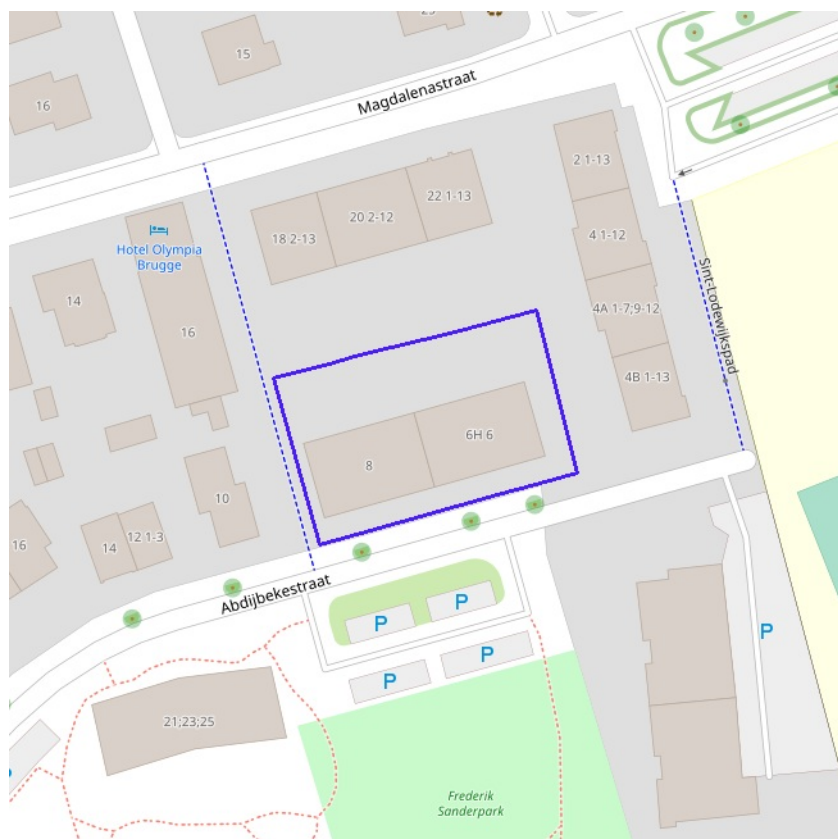 15
16
Magdalenastraat
2 1-13
22 1-13
20 2-12
18 2-13
4 1-12
Hotel Olympia
Brugge
14
16
4A 1-7;9-12
Sint-Lodewijkspad
4B 1-13
6H 6
8
10
12 1-3
14
16
Abdijbekestraat
P
P
P
P
P
21;23;25
Frederik
Sanderpark